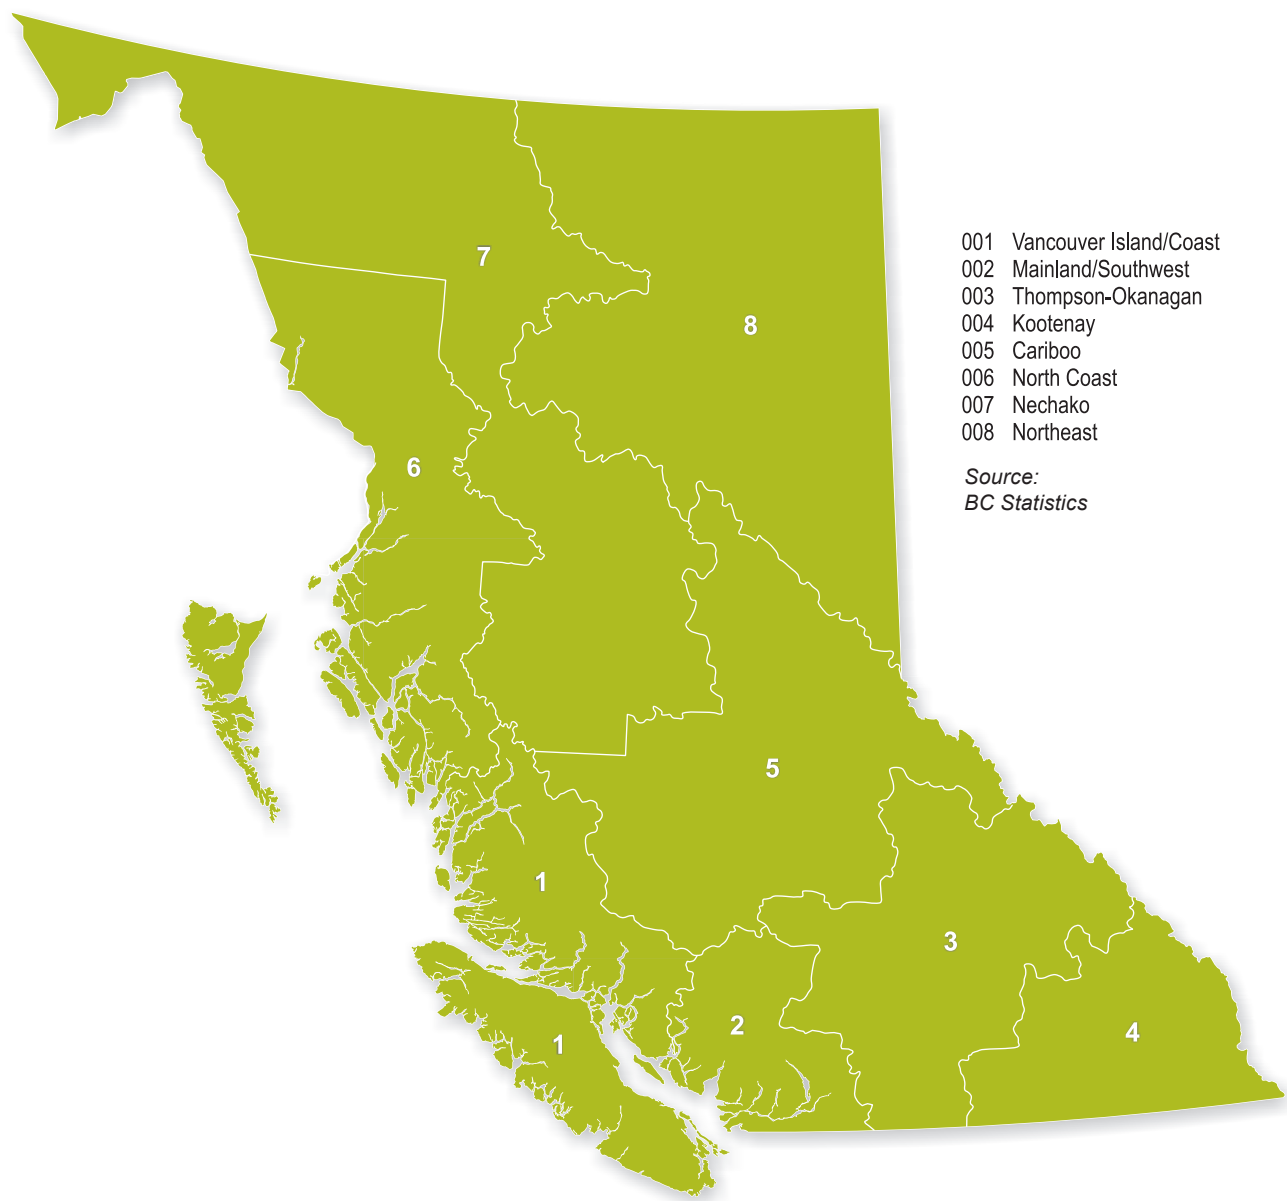 7
8
6
5
1
3
2
1
4
001 Vancouver Island/Coast
002 Mainland/Southwest
003 Thompson-Okanagan
004 Kootenay
005 Cariboo
006 North Coast
007 Nechako
008 Northeast
Source:
BC Statistics